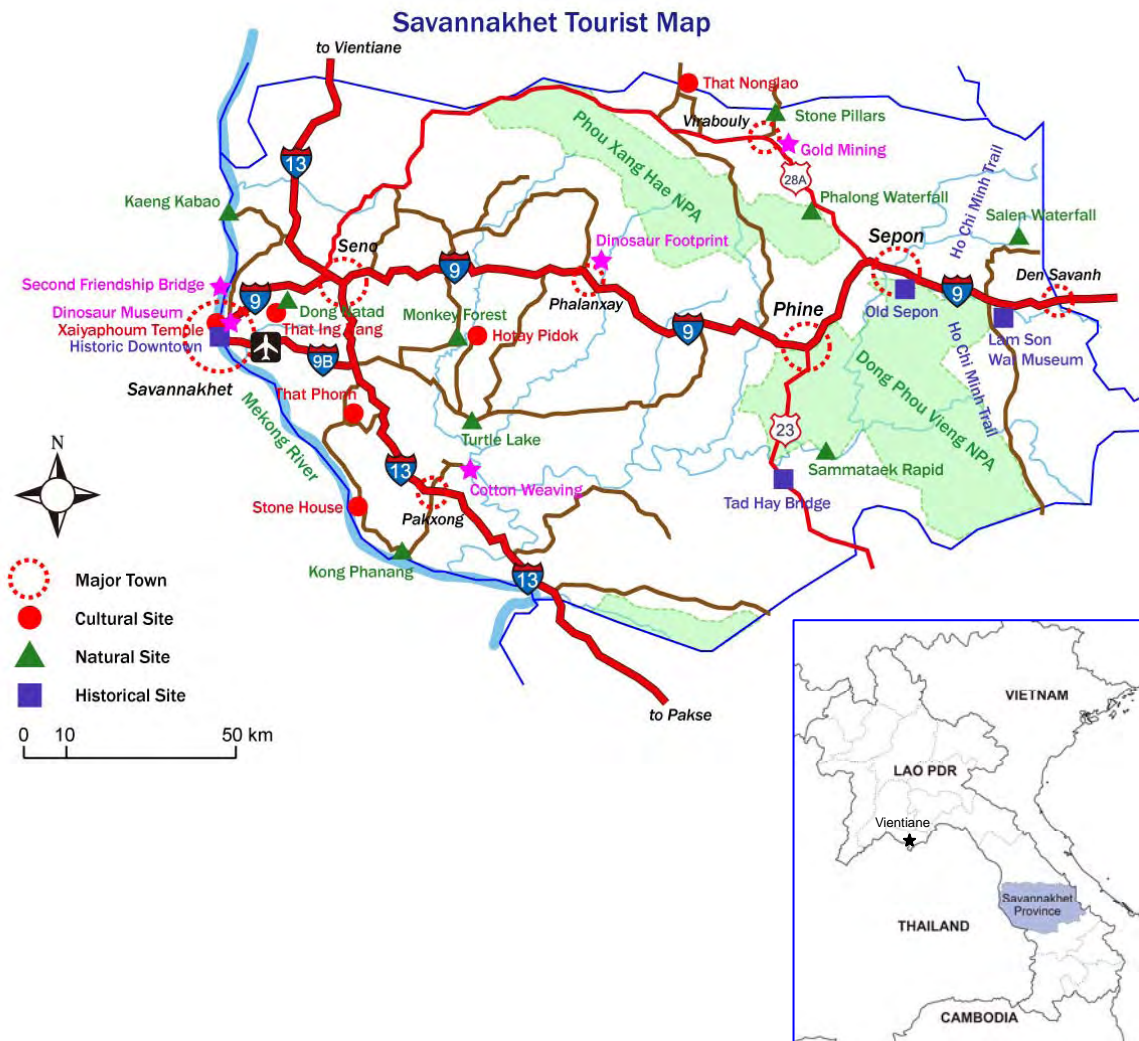 Savannakhet Tourist Map
to Vientiane
That Nonglao
Virabouly
Stone Pillars
Gold Mining
13
28A
Phou Xang Hae NPA
Phalong Waterfall
Ho Chi Minh Trail
Salen Waterfall
Kaeng Kabao
Seno
9
Dinosaur Footprint
Sepon
Second Friendship Bridge
9
Dong Natad
Phalanxay
9
Den Savanh
Dinosaur Museum
Xaiyaphoum Temple
That Ing Hang
Monkey Forest
Hotay Pidok
9
Phine
Old Sepon
Historic Downtown
9B
Lam Son
War Museum
Savannakhet
That Phonh
Ho Chi Minh Trail
Dong Phou Vieng NPA
Mekong River
Turtle Lake
23
N
13
Sammataek Rapid
Cotton Weaving
Stone House
Pakxong
Tad Hay Bridge
Kong Phanang
13
Major Town
Cultural Site
Natural Site
Historical Site
to Pakse
0 10 50 km
VIETNAM
LAO PDR
Vientiane
Savannakhet
Province
THAILAND
CAMBODIA